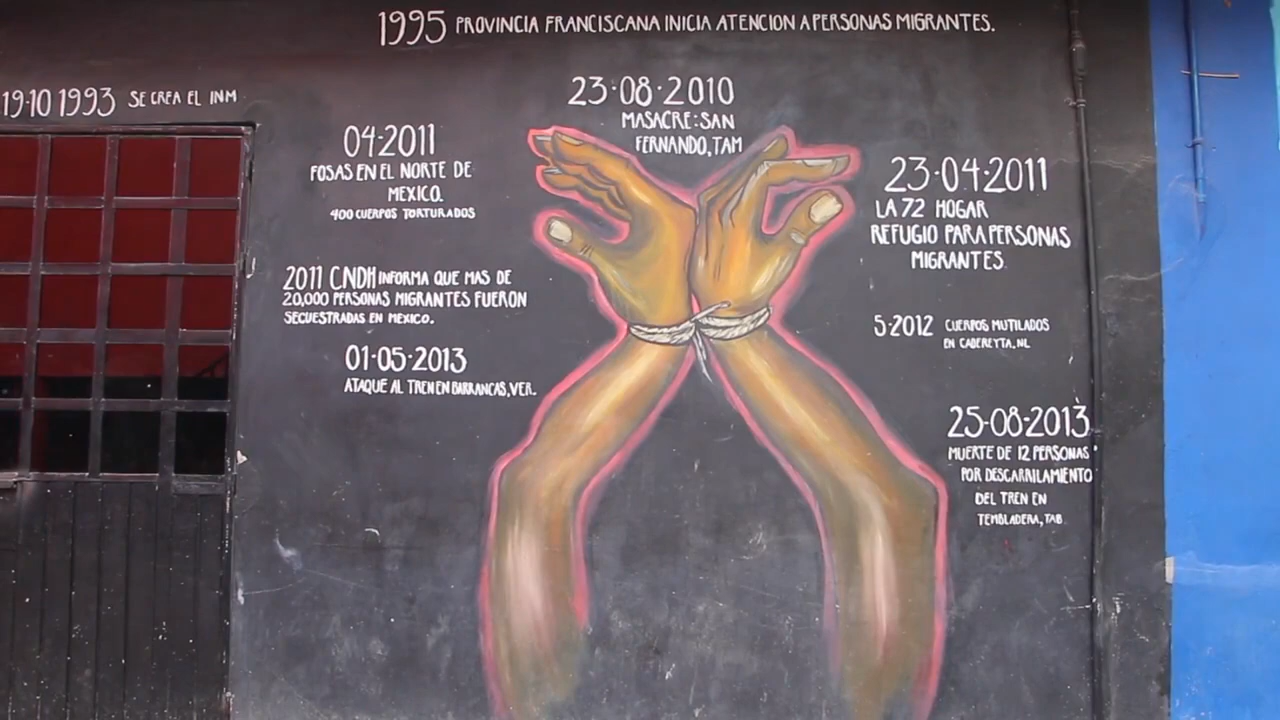 1995 PROVINCIA FRANCISCANA INICIA ATENCION A PERSONAS MIGRANTES.
19·10 1993 SE CREA EL INM
23·08·2010
MASACRE: SAN
FERNANDO, TAM
04-2011
FOSAS EN EL NORTE DE
MEXICO.
400 CUERPOS TORTURADOS
2011 CNDH INFORMA QUE MAS DE
20,000 PERSONAS MIGRANTES FUERON
SECUESTRADAS EN MEXICO.
01-05-2013
ATAQUE AL TREN EN BARRANCAS, VER.
23·04·2011
LA 72 HOGAR
REFUGIO PARA PERSONAS
MIGRANTES.
5-2012 CUERPOS MUTILADOS
EN CADEREYTA, NL
25-08-2013
MUERTE DE 12 PERSONAS
POR DESCARRILAMIENTO
DEL TREN EN
TEMBLADERA, TAB.